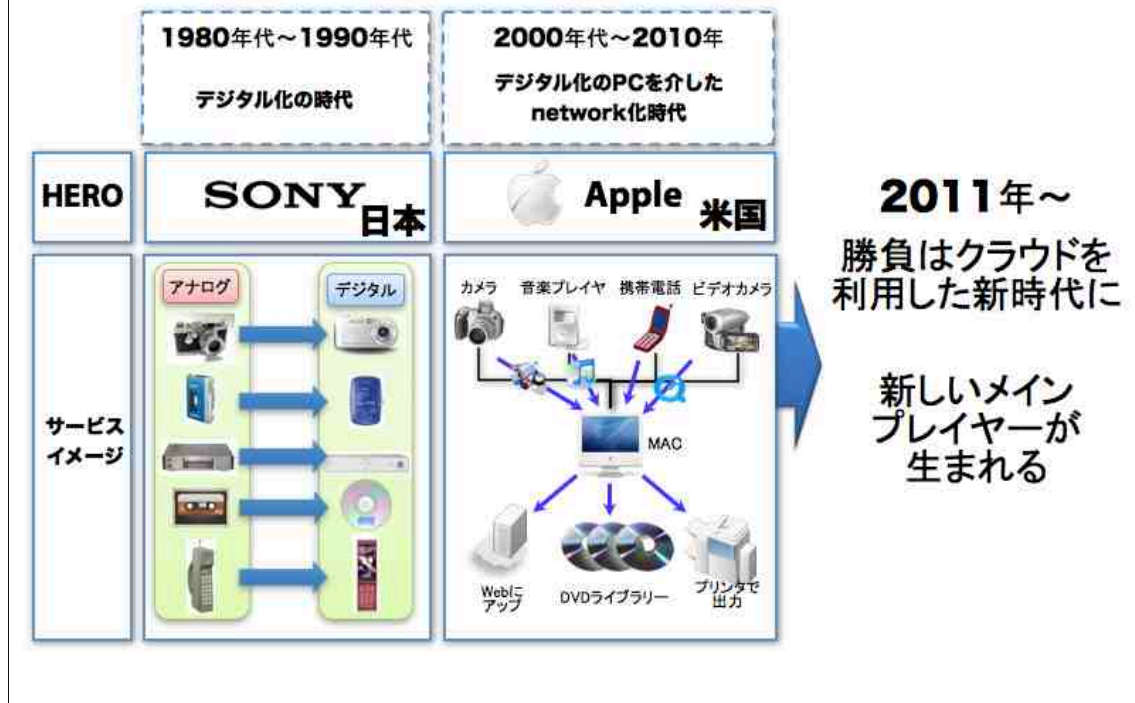 1980年代～1990年代
デジタル化の時代
2000年代～2010年
デジタル化のPCを介した
network化時代
HERO
SONY
日本
Apple
米国
サービス
イメージ
アナログ
デジタル
カメラ
音楽プレイヤ
携帯電話
ビデオカメラ
MAC
Webに
アップ
DVDライブラリー
プリンタで
出力
2011年～
勝負はクラウドを
利用した新時代に
新しいメイン
プレイヤーが
生まれる